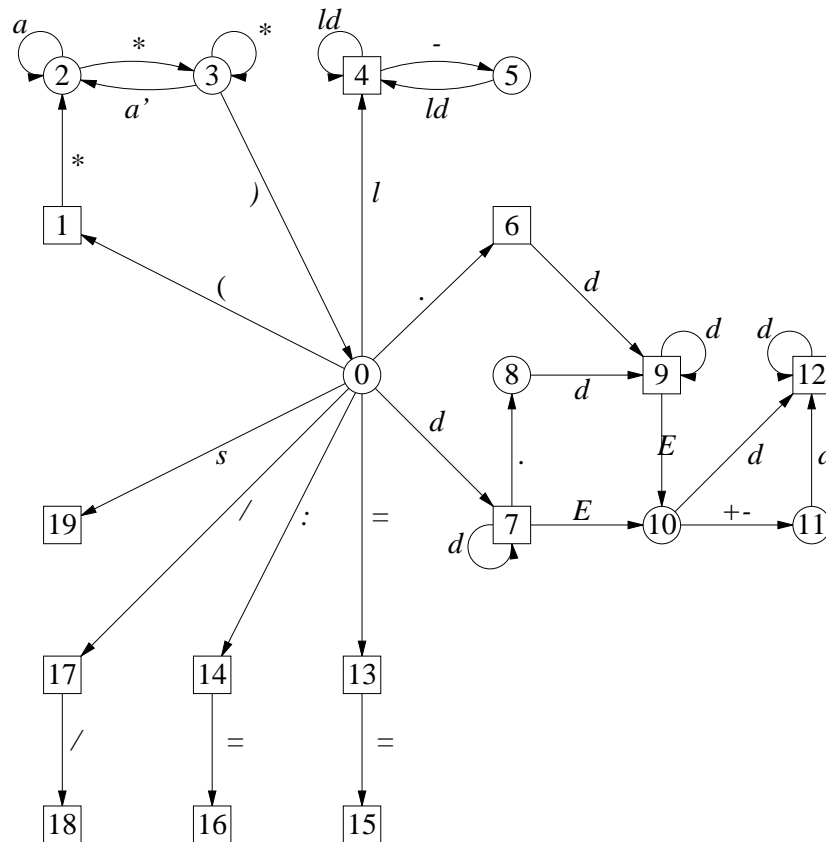 a * * ld -
2 3 4 5
a’ ld
* ) l
1 6
( . d
d d
0 8 9 12
d d E d d
s / : = .
19 7 E 10 +- 11
d
17 14 13
/ = =
18 16 15